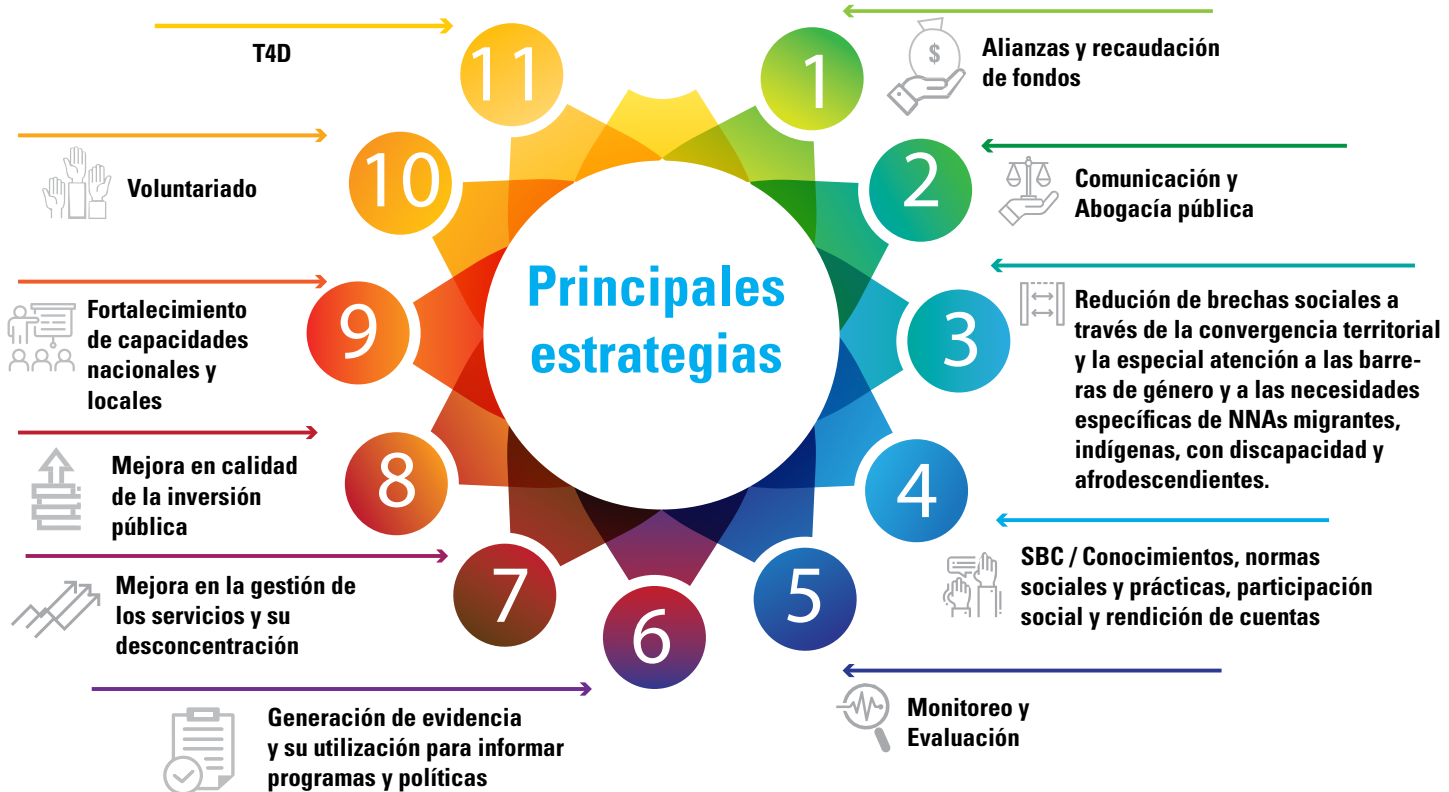 Principales
estrategias
1
Alianzas y recaudación
de fondos
$
2
Comunicación y
Abogacía pública
3
Redución de brechas sociales a
través de la convergencia territorial
y la especial atención a las barre-
ras de género y a las necesidades
específicas de NNAs migrantes,
indígenas, con discapacidad y
afrodescendientes.
4
SBC / Conocimientos, normas
sociales y prácticas, participación
social y rendición de cuentas
5
Monitoreo y
Evaluación
6
Generación de evidencia
y su utilización para informar
programas y políticas
7
Mejora en la gestión de
los servicios y su
desconcentración
8
Mejora en calidad
de la inversión
pública
9
Fortalecimiento
de capacidades
nacionales y
locales
10
Voluntariado
11
T4D